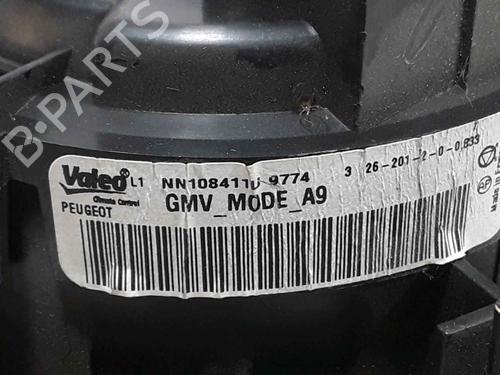 B-PARTS
Valeo L1 NN1084110-9774 3 26-201-2-0-0.833
Climate Control
PEUGEOT GMV_MODE_A9